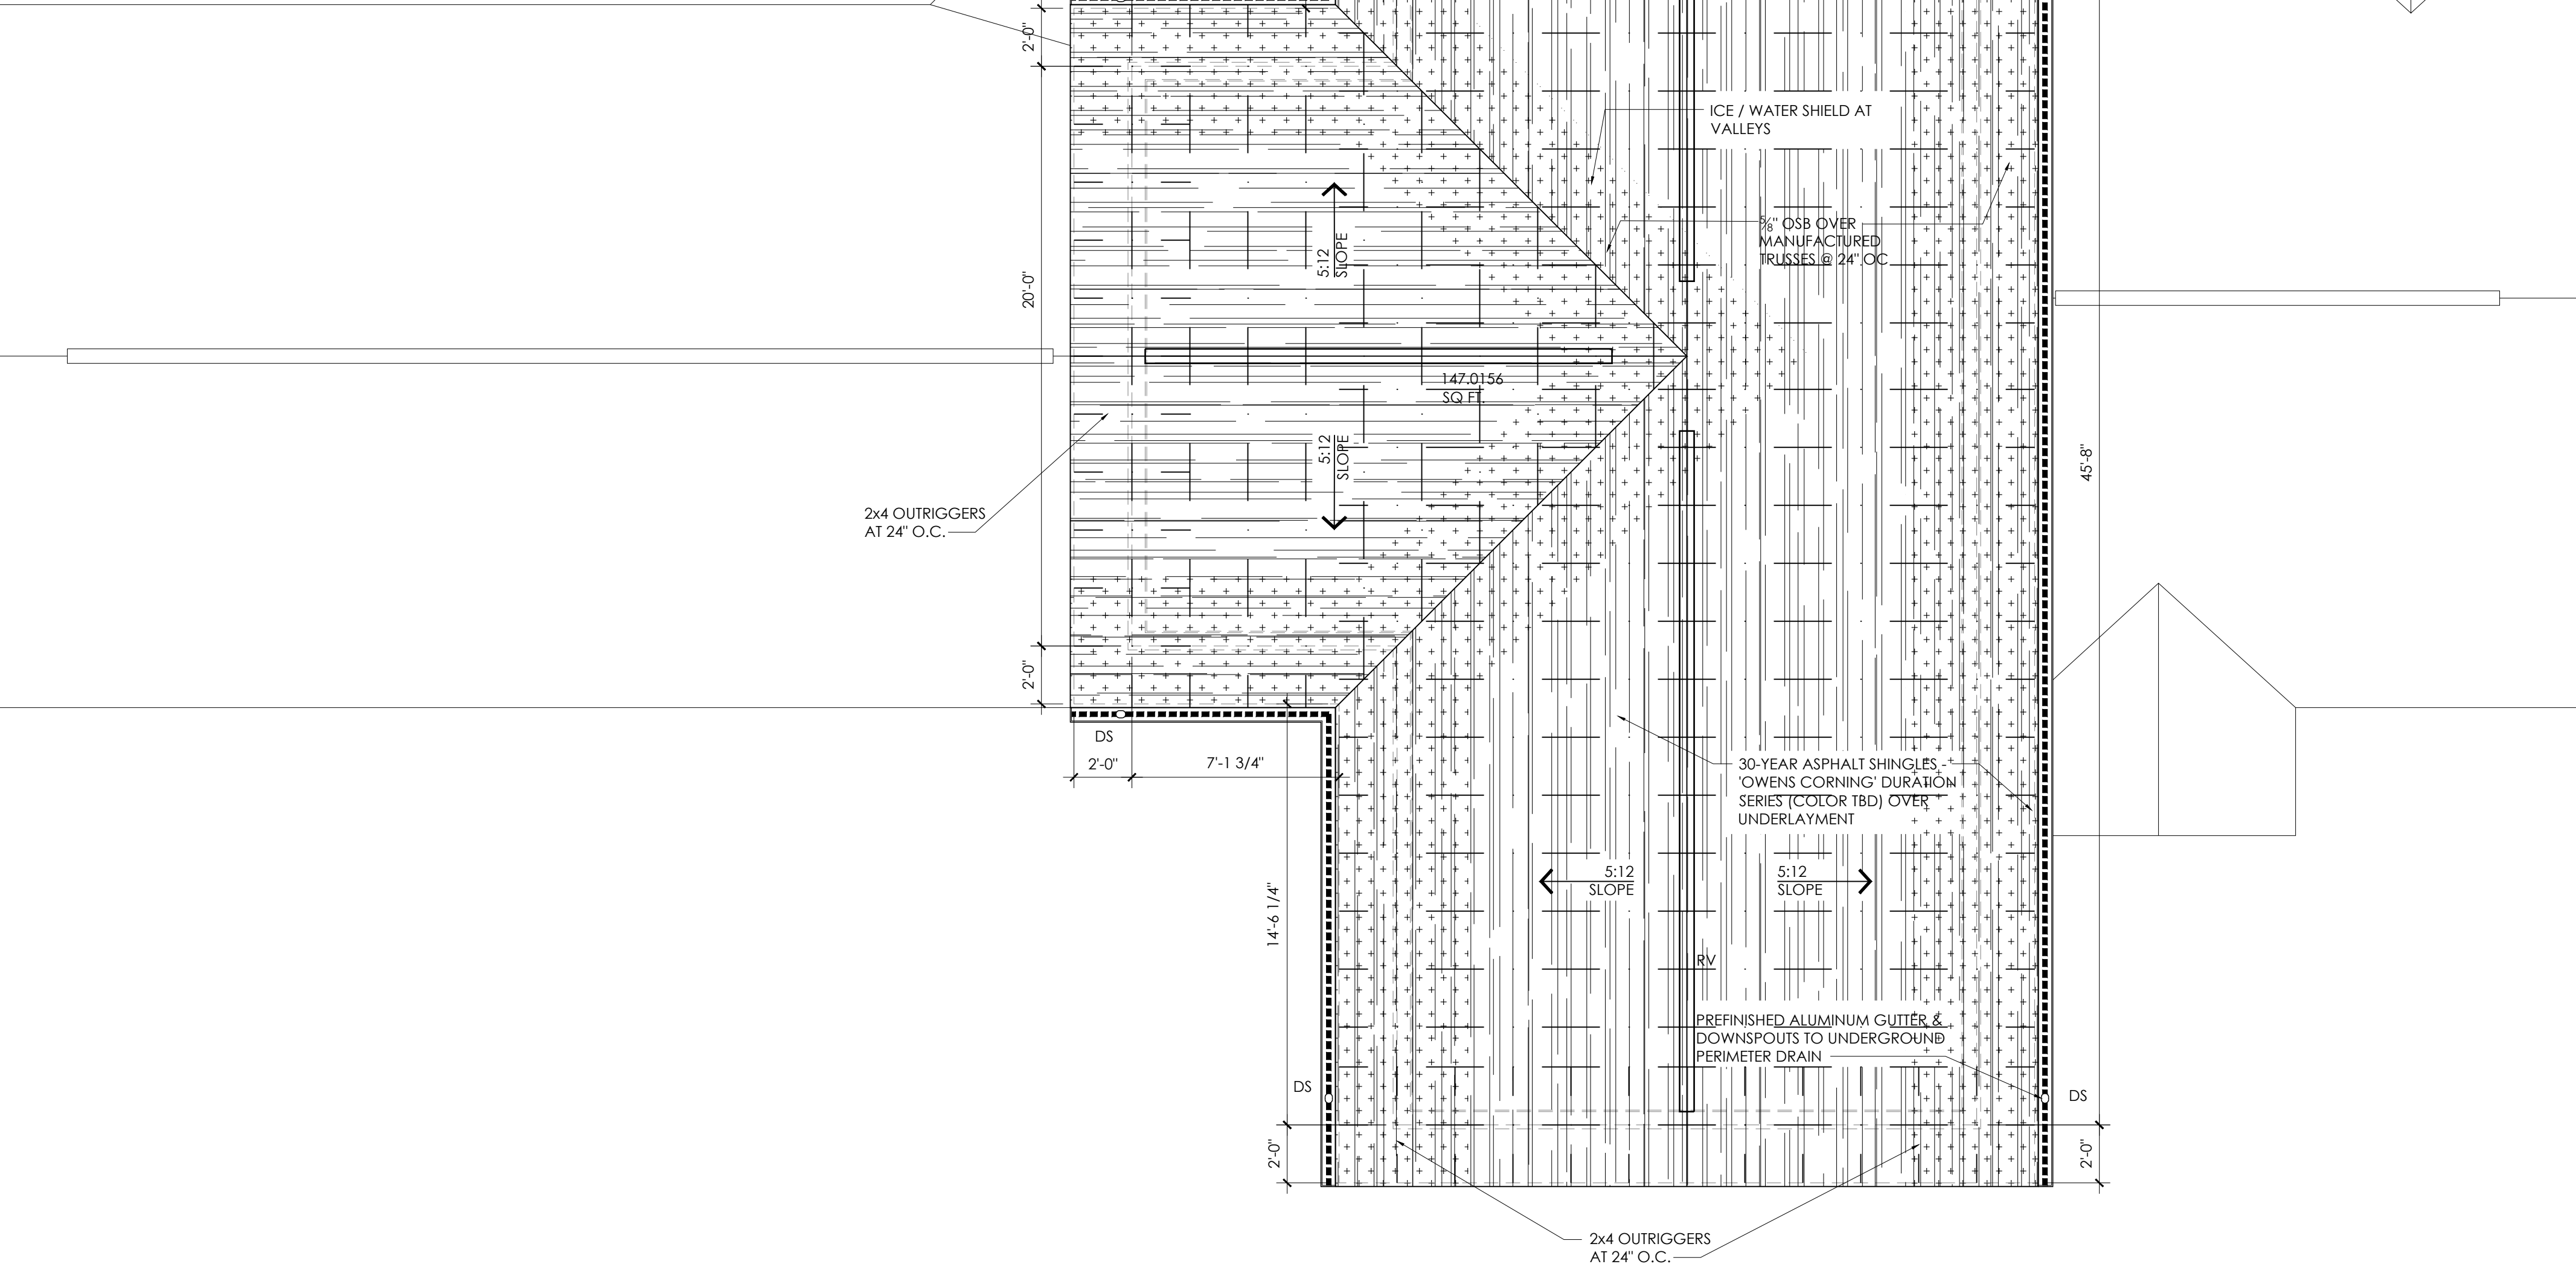 2'-0"
ICE / WATER SHIELD AT
VALLEYS
5/8" OSB OVER
MANUFACTURED
TRUSSES @ 24" OC
5:12
SLOPE
20'-0"
147.0156
SQ FT.
5:12
SLOPE
45'-8"
2x4 OUTRIGGERS
AT 24" O.C.
2'-0"
DS
2'-0"
7'-1 3/4"
30-YEAR ASPHALT SHINGLES -
'OWENS CORNING' DURATION
SERIES (COLOR TBD) OVER
UNDERLAYMENT
5:12
SLOPE
5:12
SLOPE
14'-6 1/4"
RV
PREFINISHED ALUMINUM GUTTER &
DOWNSPOUTS TO UNDERGROUND
PERIMETER DRAIN
DS
DS
2'-0"
2'-0"
2x4 OUTRIGGERS
AT 24" O.C.